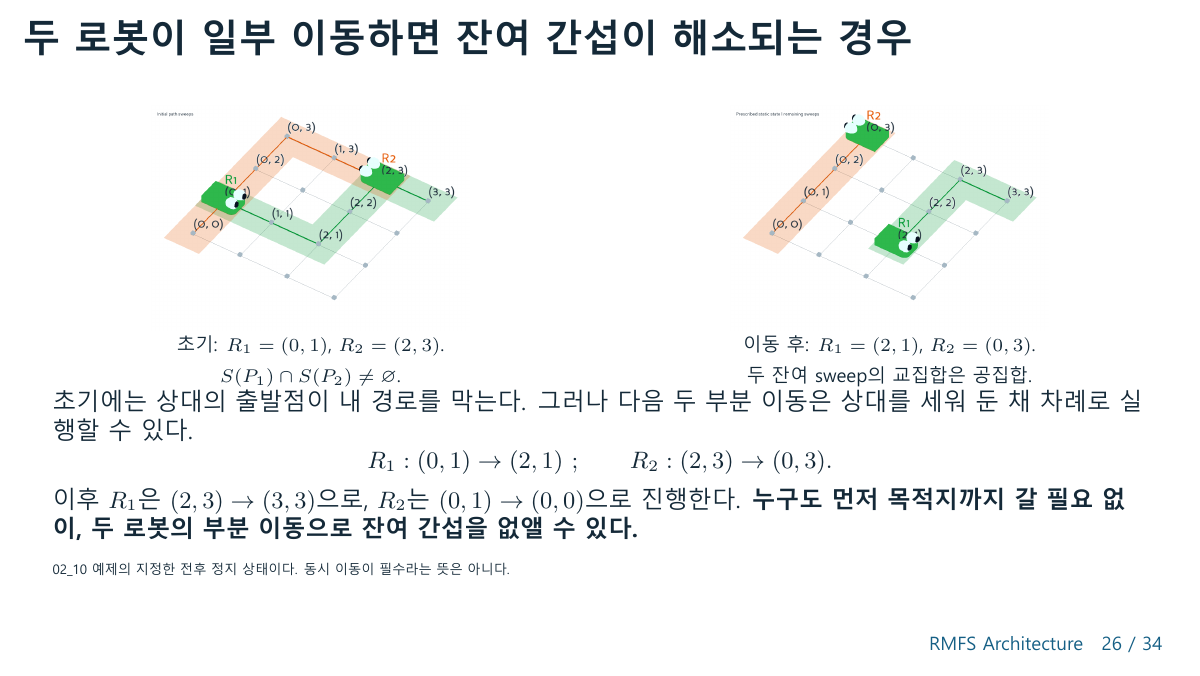 두 로봇이 일부 이동하면 잔여 간섭이 해소되는 경우
Initial path sweeps
(0, 3)
(1, 3)
R2
(2, 3)
(0, 2)
R1
(3, 3)
(2, 2)
(1, 1)
(0, 0)
(2, 1)
Prescribed static state / remaining sweeps
R2
(0, 3)
(0, 2)
(2, 3)
(0, 1)
(3, 3)
(2, 2)
(0, 0)
R1
초기: R₁ = (0, 1), R₂ = (2, 3).
S(P₁) ∩ S(P₂) ≠ ∅.
이동 후: R₁ = (2, 1), R₂ = (0, 3).
두 잔여 sweep의 교집합은 공집합.
초기에는 상대의 출발점이 내 경로를 막는다. 그러나 다음 두 부분 이동은 상대를 세워 둔 채 차례로 실
행할 수 있다.
R₁ : (0, 1) → (2, 1) ; R₂ : (2, 3) → (0, 3).
이후 R₁은 (2, 3) → (3, 3)으로, R₂는 (0, 1) → (0, 0)으로 진행한다. 누구도 먼저 목적지까지 갈 필요 없
이, 두 로봇의 부분 이동으로 잔여 간섭을 없앨 수 있다.
02_10 예제의 지정한 전후 정지 상태이다. 동시 이동이 필수라는 뜻은 아니다.
RMFS Architecture 26 / 34